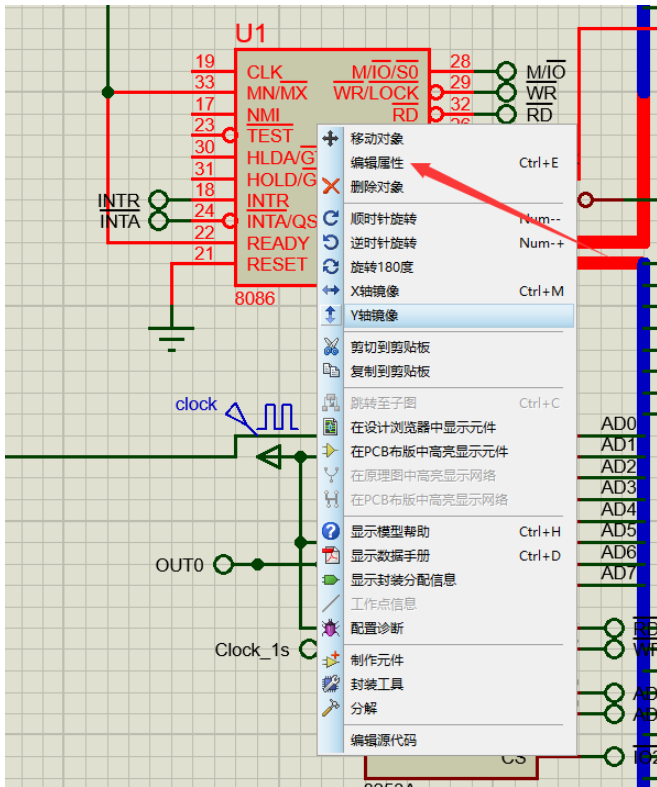 U1
19 CLK M/IO/S0 28 M/IO
33 MN/MX WR/LOCK 29 WR
17 NMI RD 32 RD
23 TEST
30 HLDA/G
31 HOLD/G
INTR 18 INTR
INTA 24 INTA/QS
22 READY
21 RESET
8086
移动对象
编辑属性 Ctrl+E
删除对象
顺时针旋转 Num--
逆时针旋转 Num-+
旋转180度
X轴镜像 Ctrl+M
Y轴镜像
剪切到剪贴板
复制到剪贴板
跳转至子图 Ctrl+C
在设计浏览器中显示元件
在PCB布版中高亮显示元件
在原理图中高亮显示网络
在PCB布版中高亮显示网络
显示模型帮助 Ctrl+H
显示数据手册 Ctrl+D
显示封装分配信息
工作点信息
配置诊断
制作元件
封装工具
分解
编辑源代码
clock
OUT0
Clock_1s
AD0
AD1
AD2
AD3
AD4
AD5
AD6
AD7
RD
WR
AD
AD
CS IO2